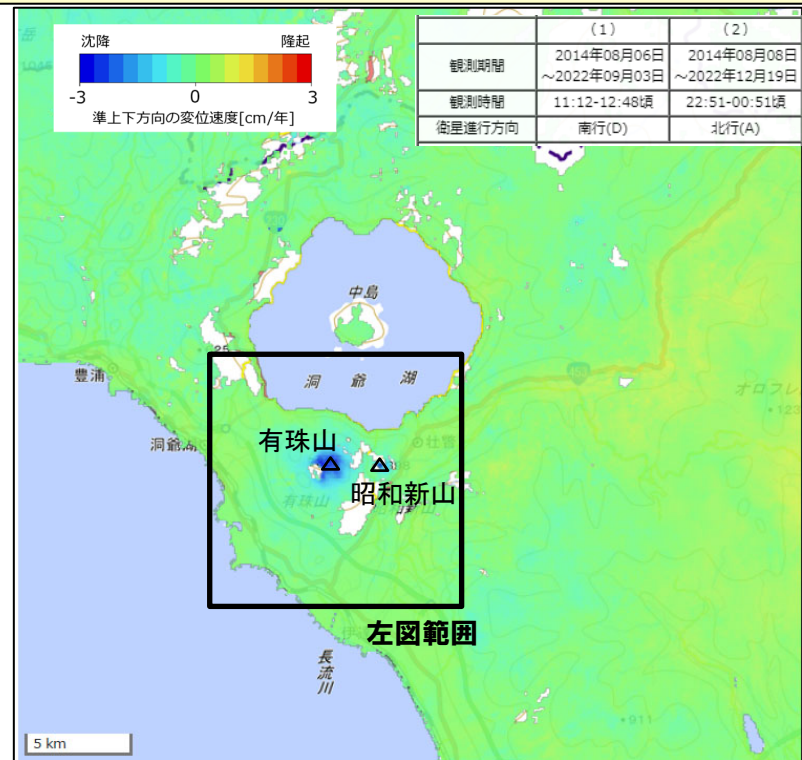 沈降 隆起
-3 0 3
準上下方向の変位速度[cm/年]
(1) (2)
観測期間 2014年08月06日 2014年08月08日
～2022年09月03日 ～2022年12月19日
観測時間 11:12-12:48頃 22:51-00:51頃
衛星進行方向 南行(D) 北行(A)
中島
豊浦
洞爺湖
オロフレ
洞爺湖
有珠山
壮瞥
昭和新山
有珠山
左図範囲
長流川
911
5 km